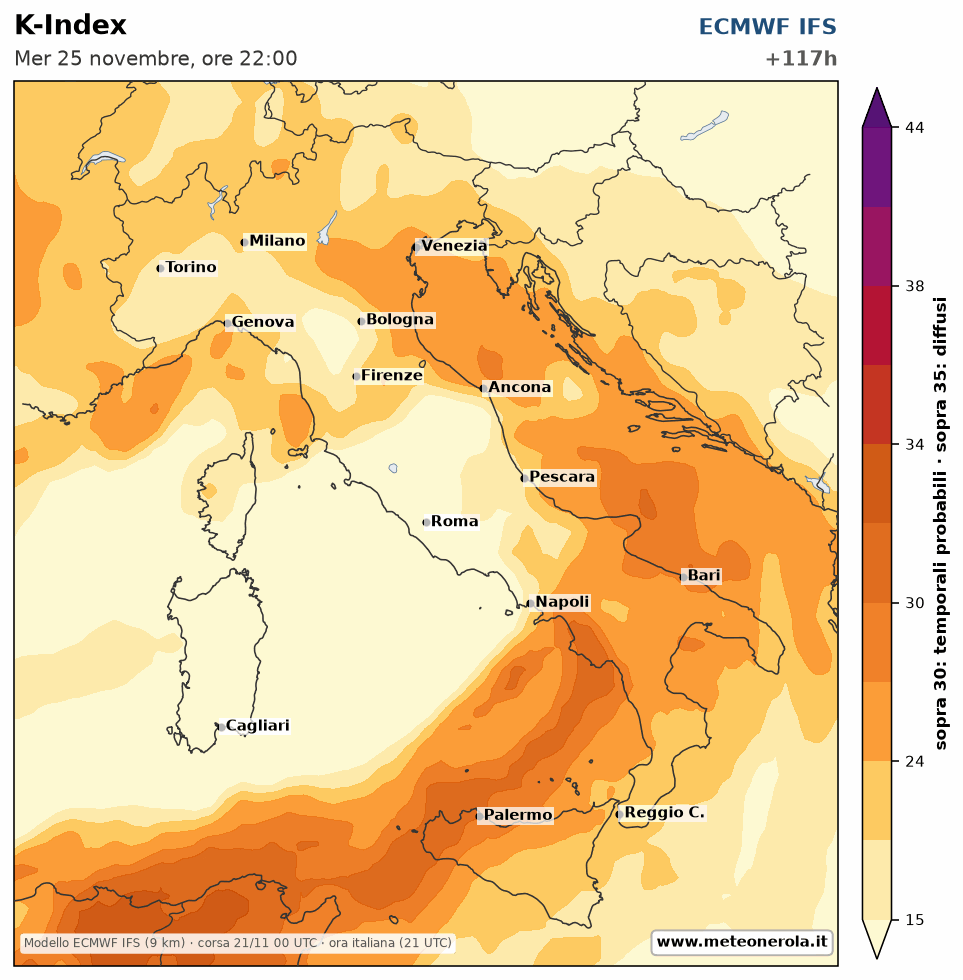 K-Index
ECMWF IFS
Mer 25 novembre, ore 22:00
+117h
44
38
34
30
24
15
sopra 30: temporali probabili · sopra 35: diffusi
Milano
Venezia
Torino
Genova
Bologna
Firenze
Ancona
Pescara
Roma
Bari
Napoli
Cagliari
Palermo
Reggio C.
Modello ECMWF IFS (9 km) · corsa 21/11 00 UTC · ora italiana (21 UTC)
www.meteonerola.it